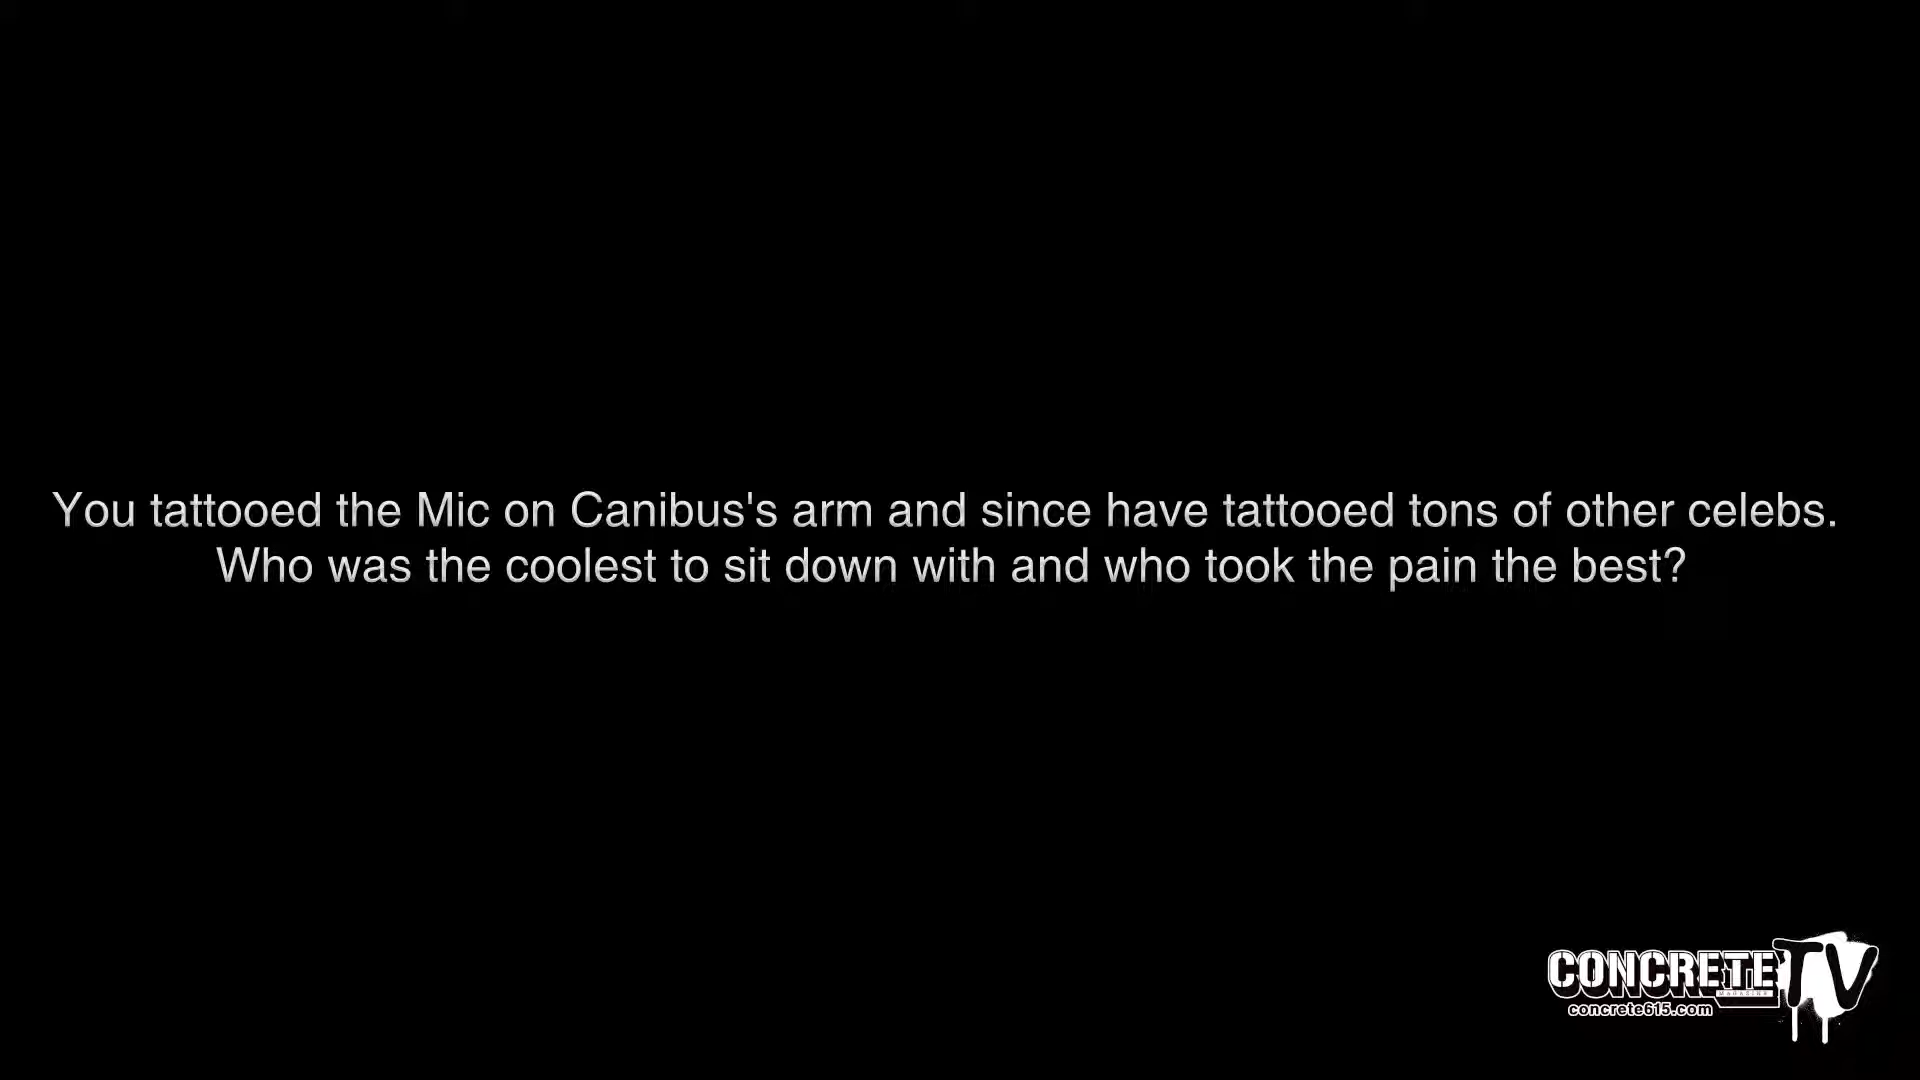 You tattooed the Mic on Canibus's arm and since have tattooed tons of other celebs.
Who was the coolest to sit down with and who took the pain the best?
CONCRETE TV
MAGAZINE
concrete615.com